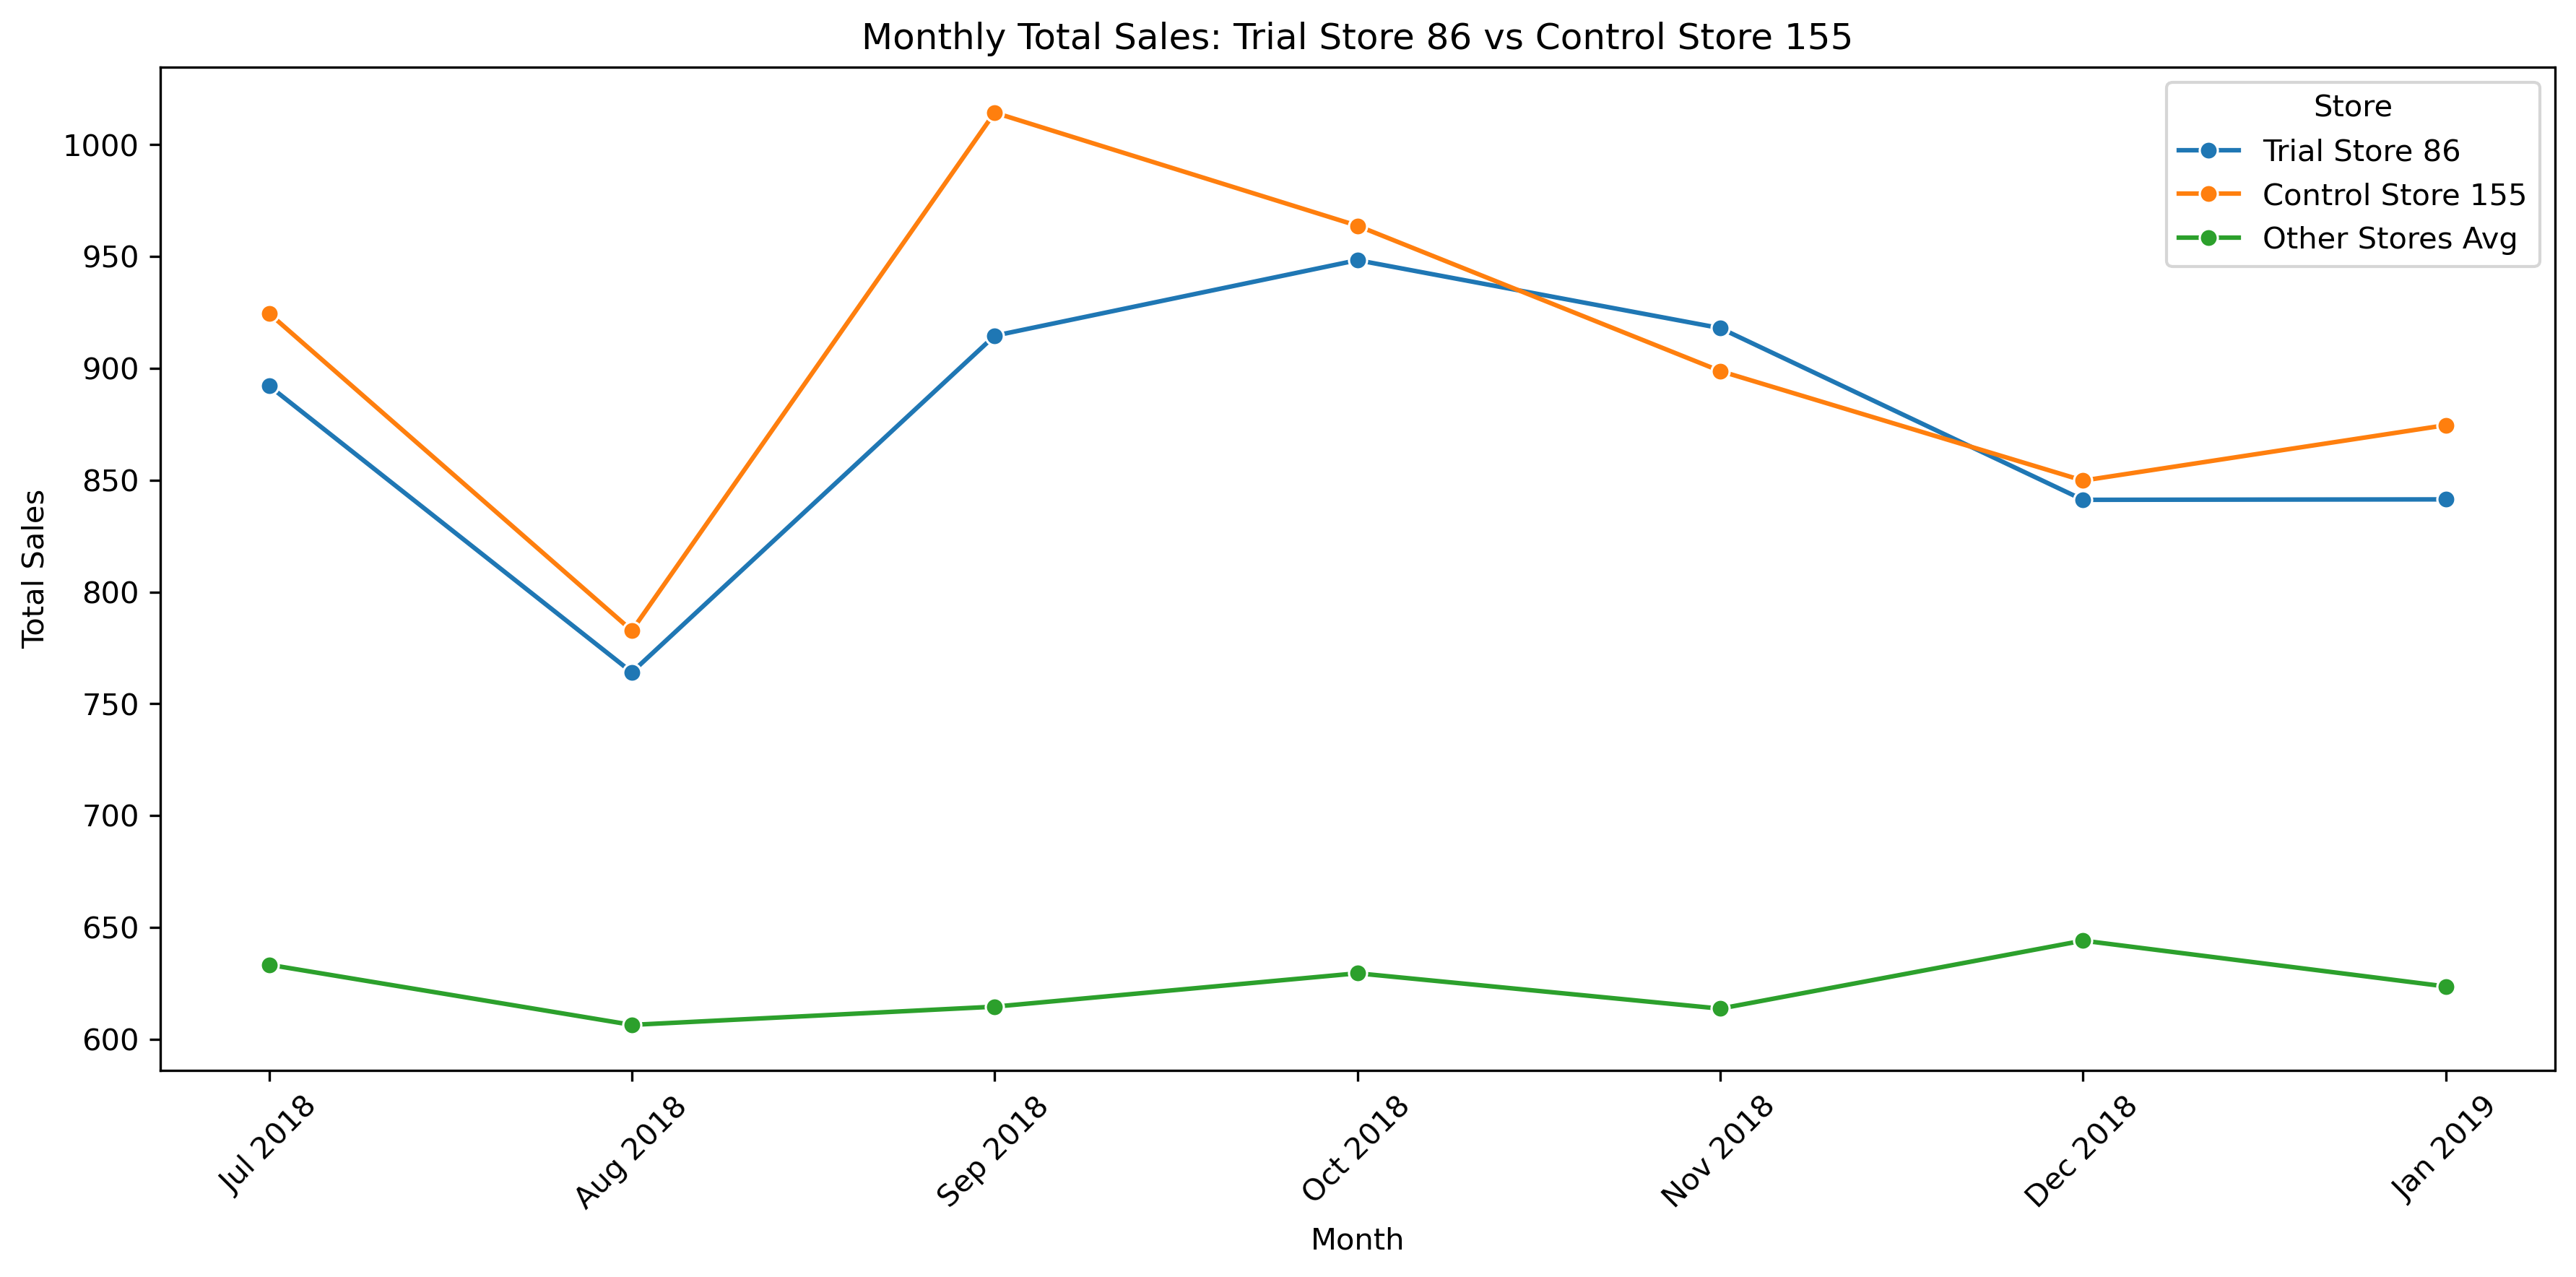 Monthly Total Sales: Trial Store 86 vs Control Store 155
Store
Trial Store 86
Control Store 155
Other Stores Avg
Total Sales
1000
950
900
850
800
750
700
650
600
Jul 2018
Aug 2018
Sep 2018
Oct 2018
Nov 2018
Dec 2018
Jan 2019
Month